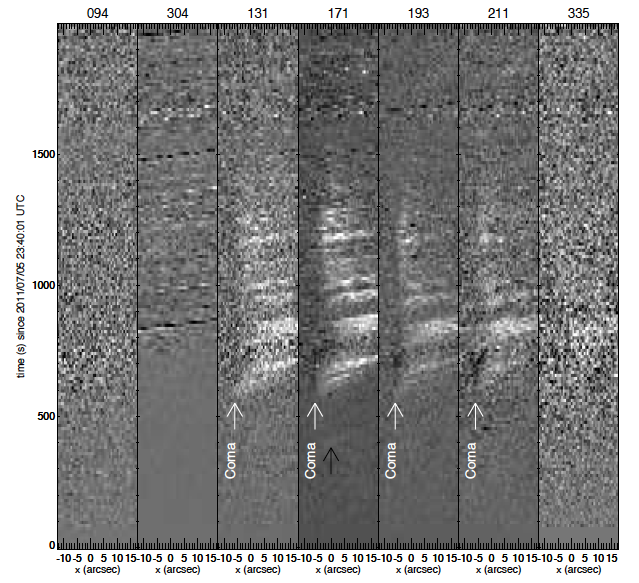 094 304 131 171 193 211 335
time (s) since 2011/07/05 23:40:01 UTC
1500
1000
500
0
Coma Coma Coma Coma
-10 -5 0 5 10 15 -10 -5 0 5 10 15 -10 -5 0 5 10 15 -10 -5 0 5 10 15 -10 -5 0 5 10 15 -10 -5 0 5 10 15 -10 -5 0 5 10 15
x (arcsec) x (arcsec) x (arcsec) x (arcsec) x (arcsec) x (arcsec) x (arcsec)